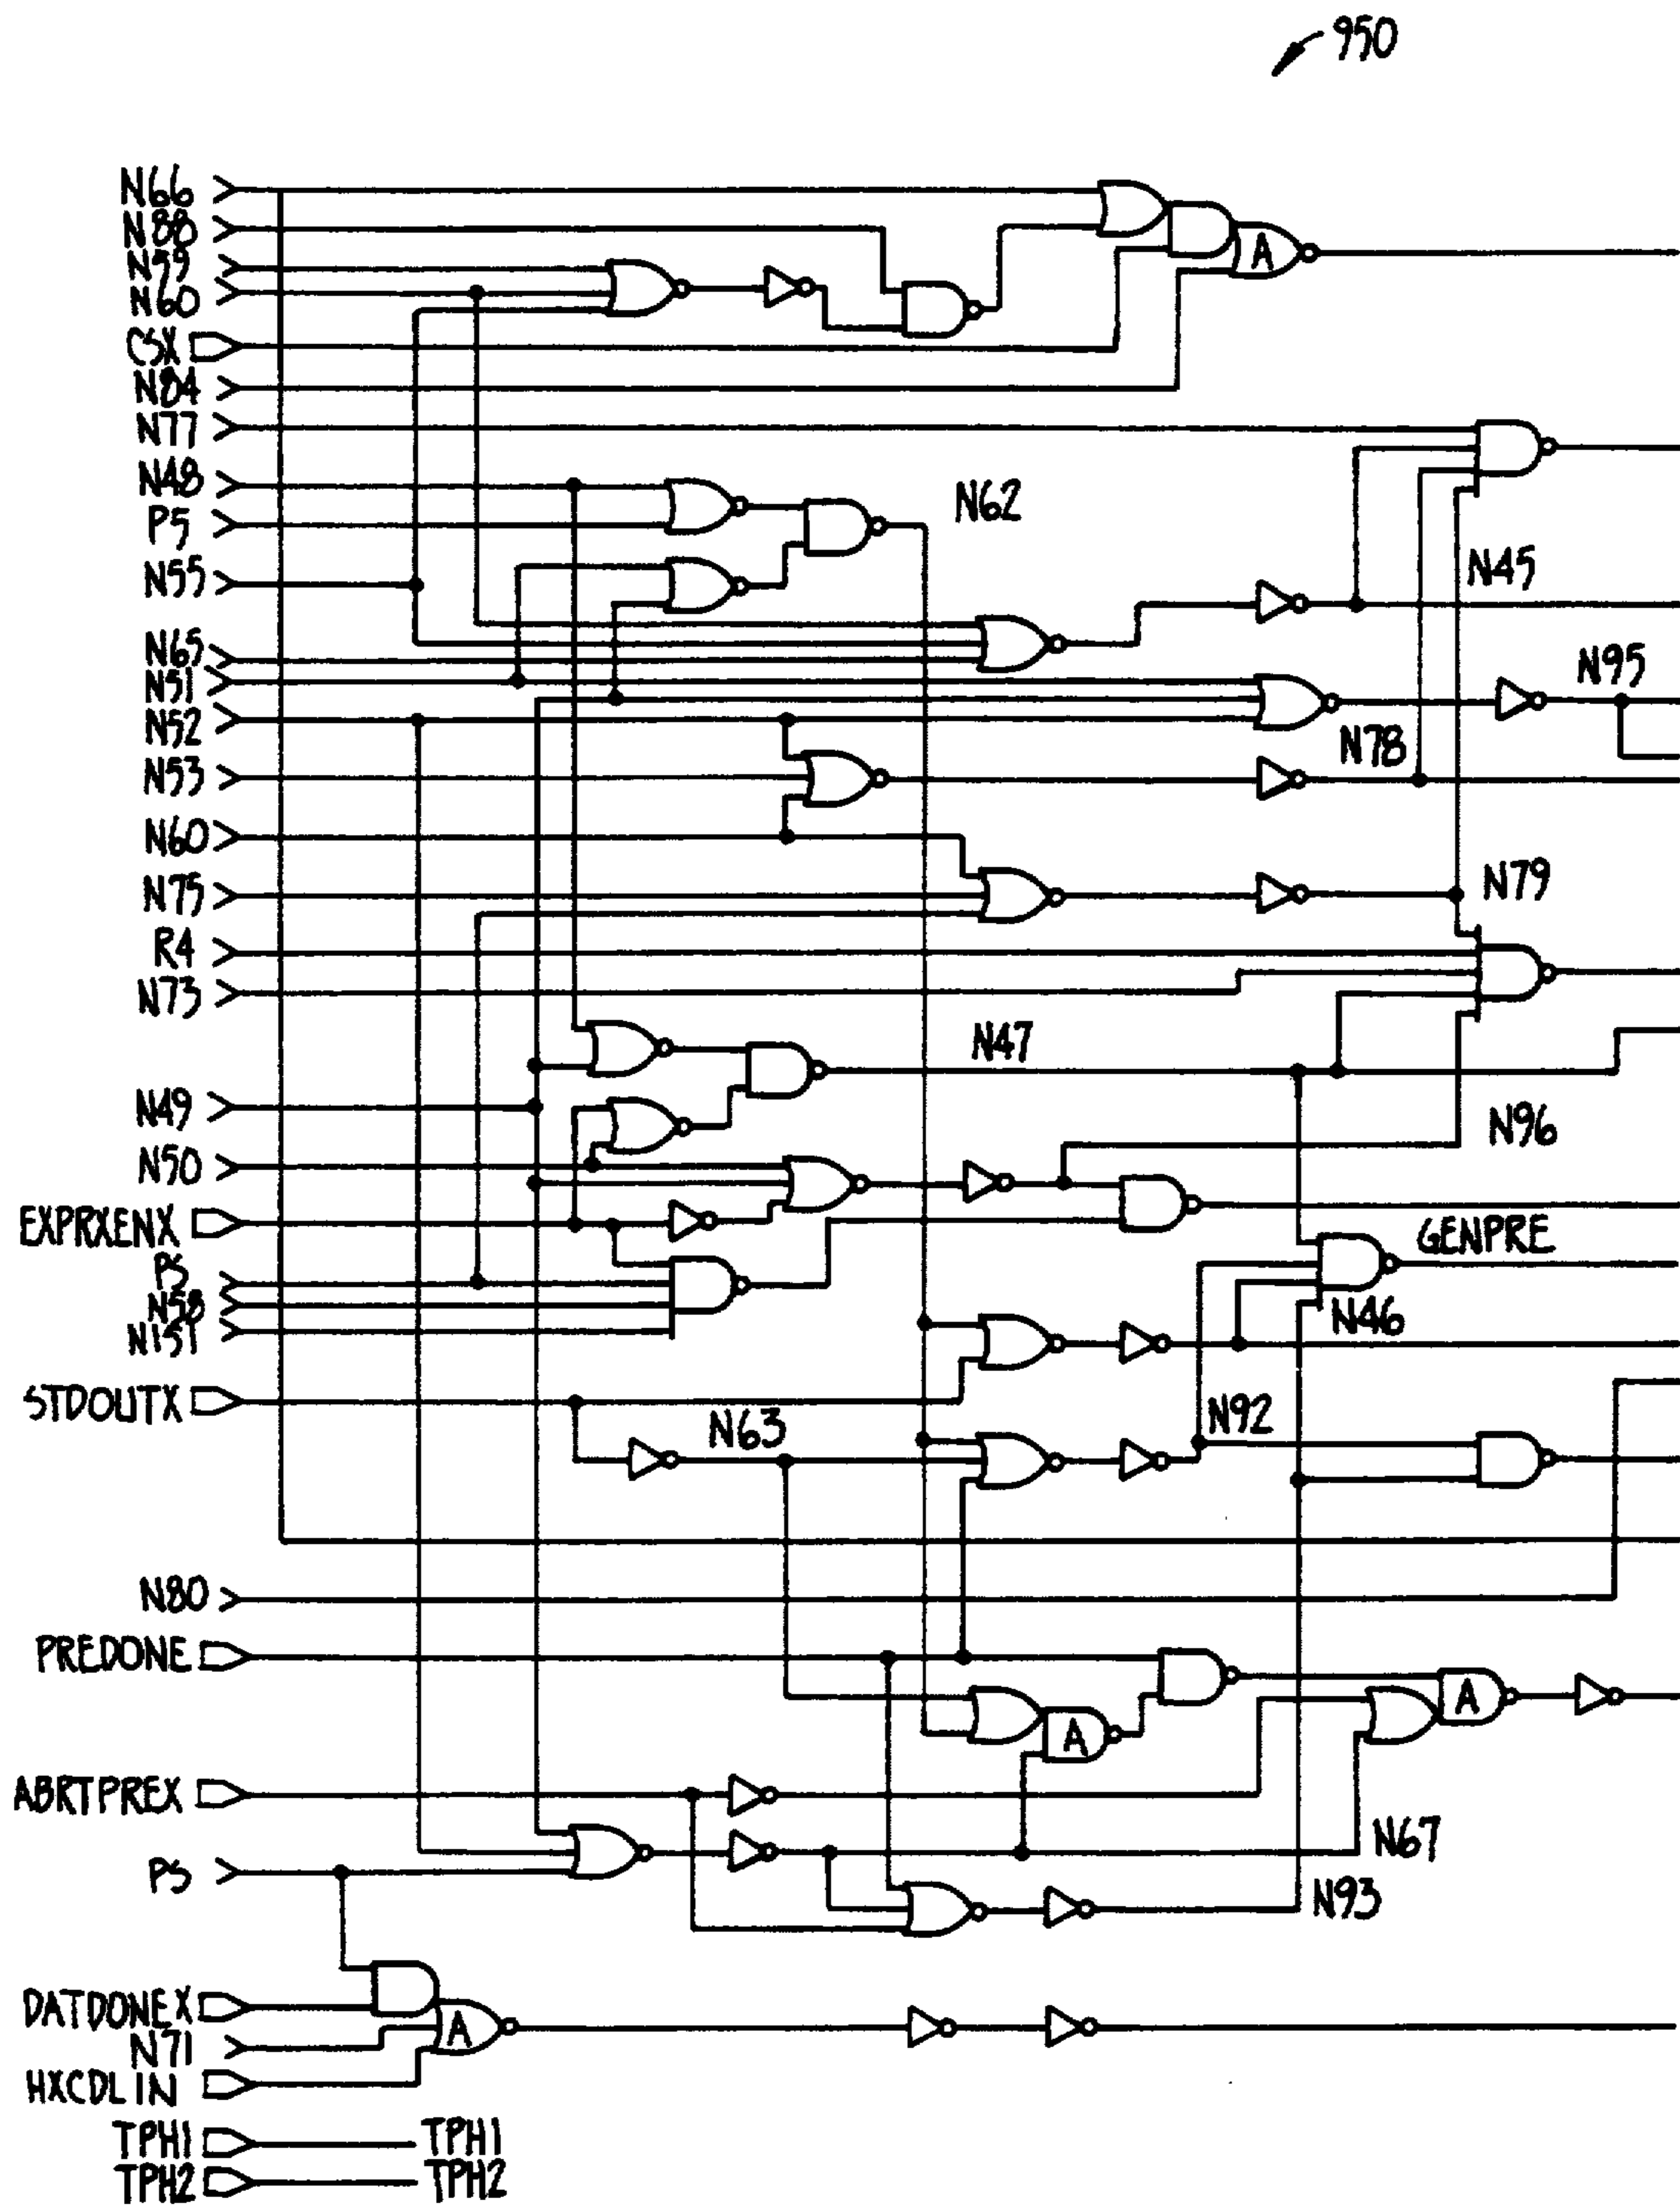 950
N66
N88
N59
N60
CSX
N84
N77
N48
P5
N62
N55
N45
N65
N51
N95
N52
N78
N53
N60
N75
N79
R4
N73
N47
N49
N96
N50
EXPRXENX
GENPRE
P5
N58
N151
N46
STDOUTX
N92
N63
N80
PREDONE
A
A
ABRTPREX
N67
P5
N93
DATDONEX
A
N71
HXCDLIN
TPH1 TPH1
TPH2 TPH2
A